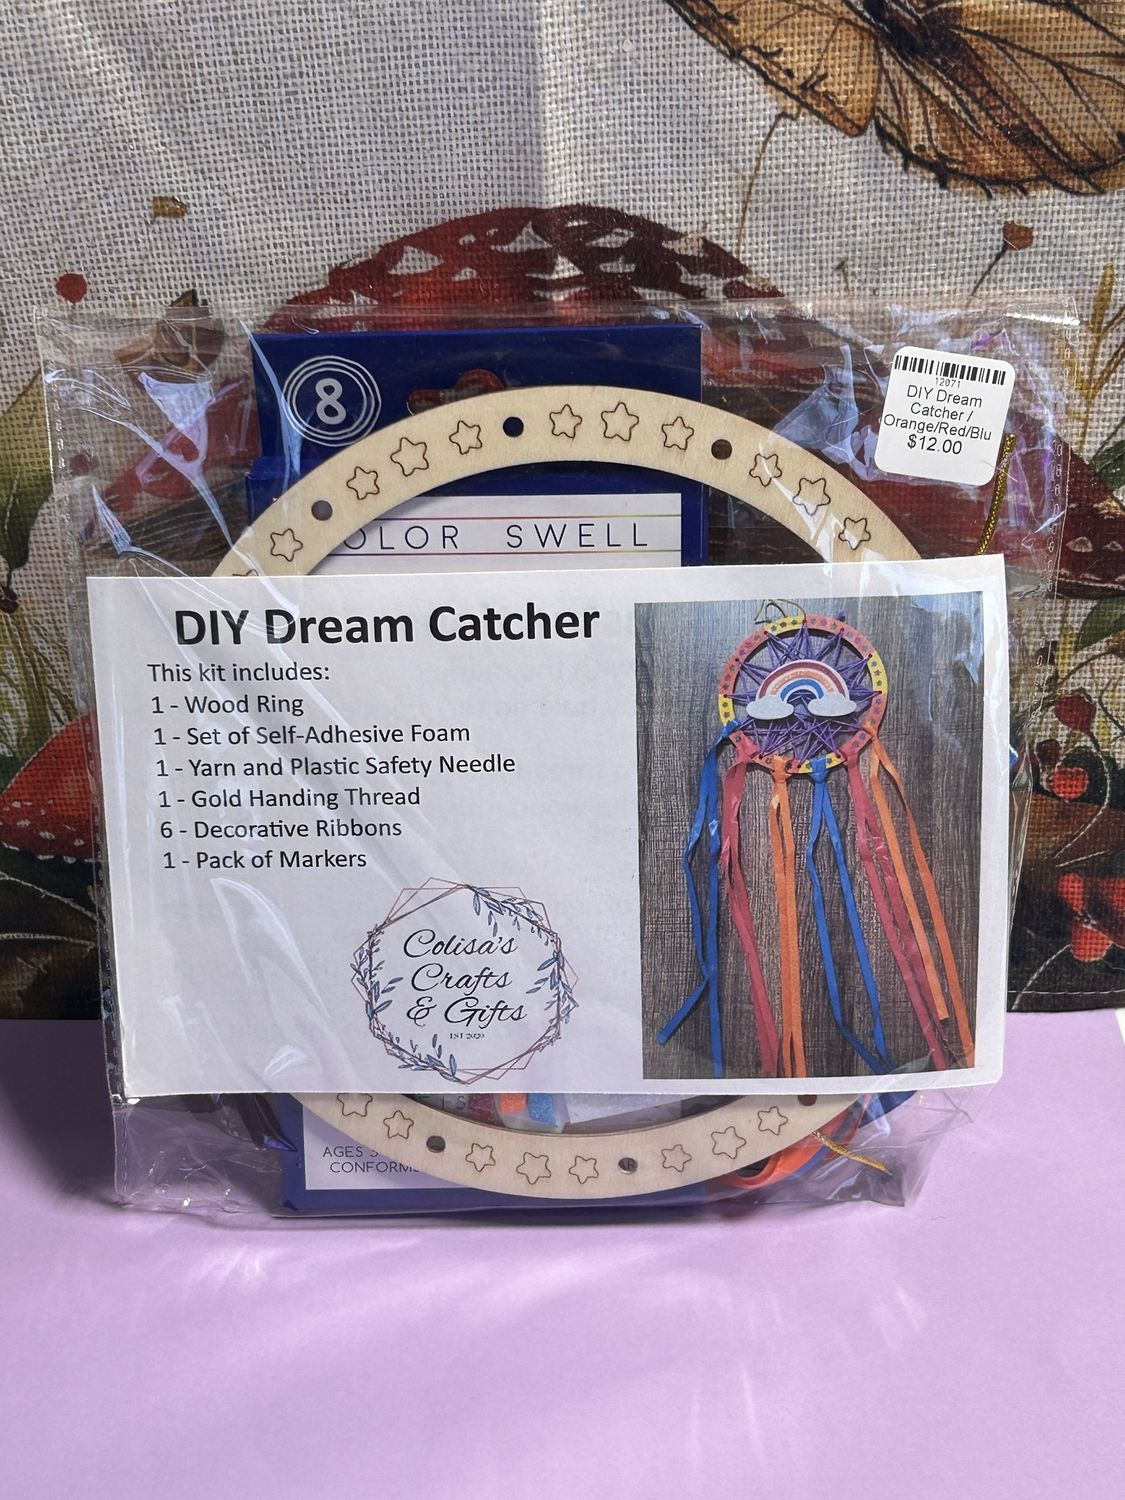 8
OLOR SWELL
12071
DIY Dream
Catcher /
Orange/Red/Blu
$12.00
DIY Dream Catcher
This kit includes:
1 - Wood Ring
1 - Set of Self-Adhesive Foam
1 - Yarn and Plastic Safety Needle
1 - Gold Handing Thread
6 - Decorative Ribbons
1 - Pack of Markers
Colisa's
Crafts
& Gifts
EST 2020
AGES 3
CONFORMS